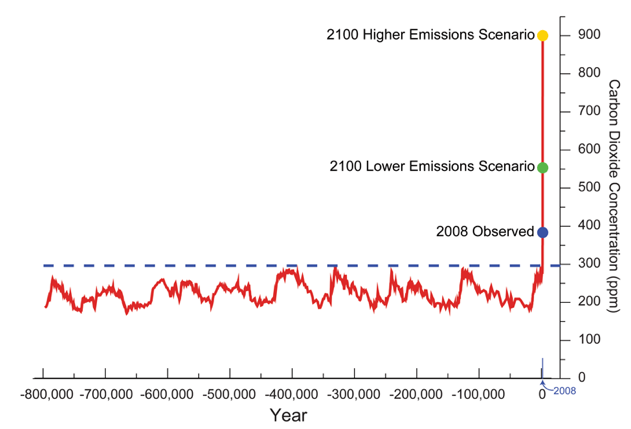 2100 Higher Emissions Scenario
2100 Lower Emissions Scenario
2008 Observed
900
800
700
600
500
400
300
200
100
0
Carbon Dioxide Concentration (ppm)
-800,000 -700,000 -600,000 -500,000 -400,000 -300,000 -200,000 -100,000 0
2008
Year